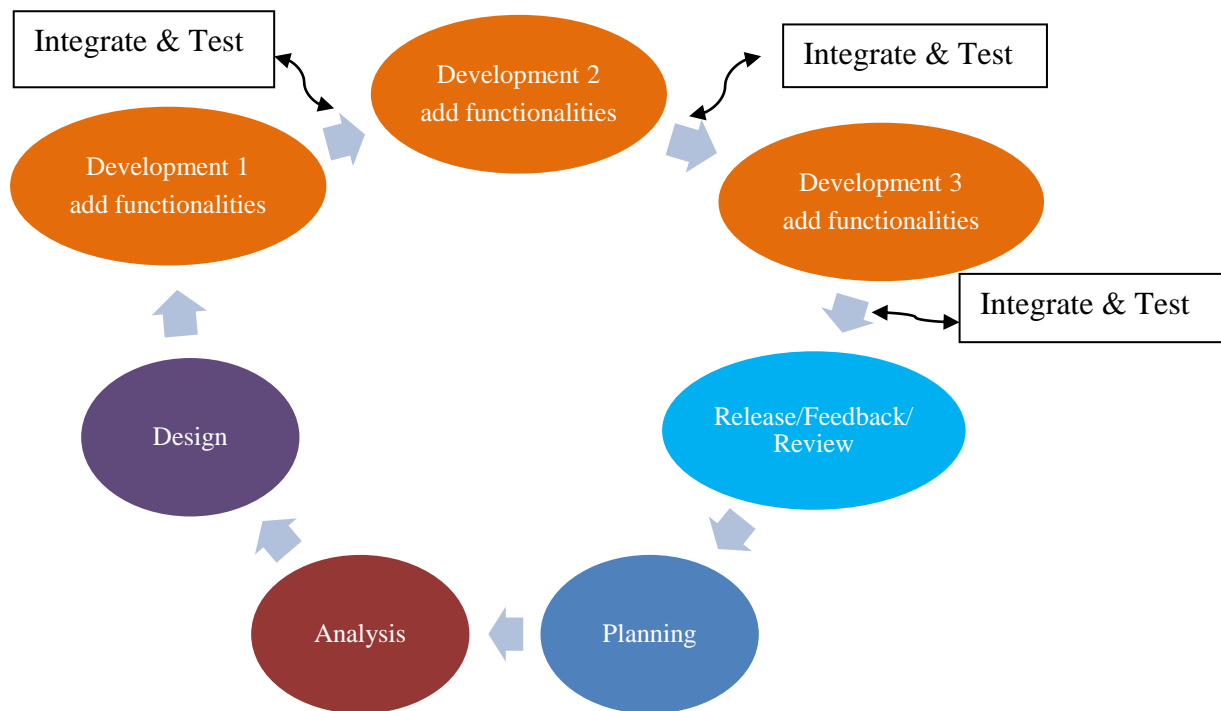 Integrate & Test
Development 2
add functionalities
Integrate & Test
Development 1
add functionalities
Development 3
add functionalities
Integrate & Test
Design
Release/Feedback/
Review
Analysis
Planning